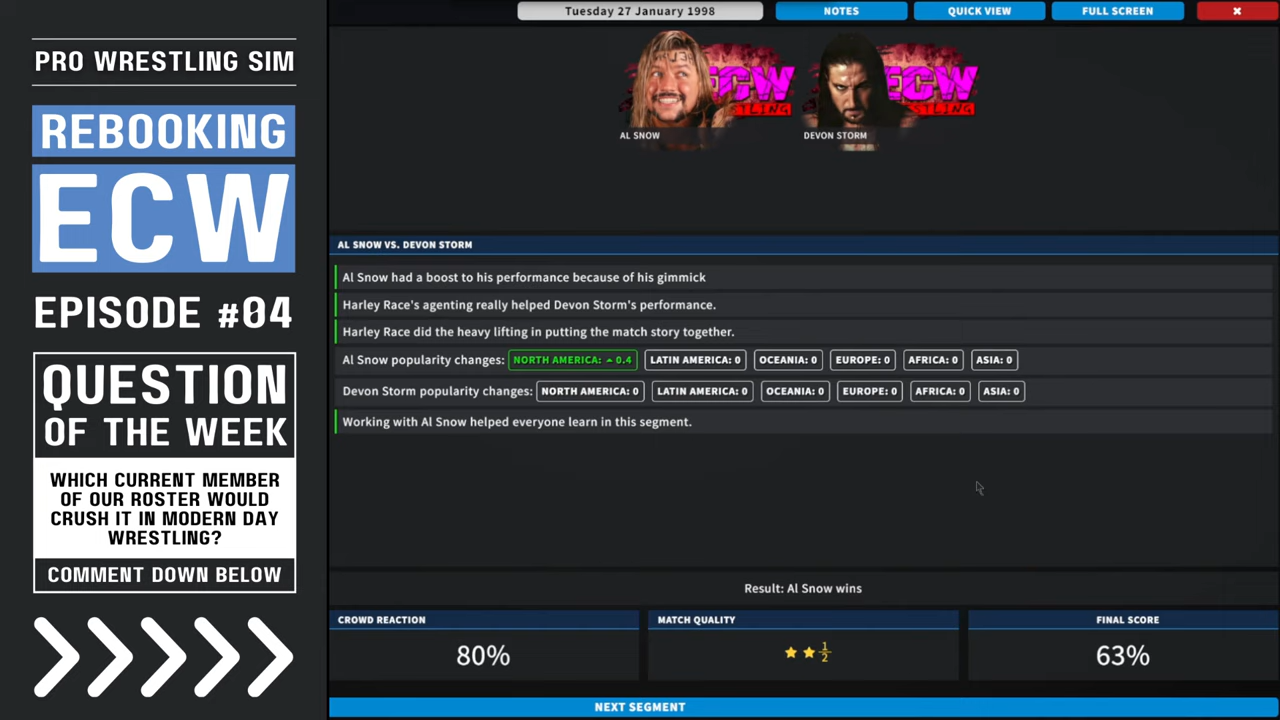 PRO WRESTLING SIM
REBOOKING
ECW
EPISODE #04
QUESTION
OF THE WEEK
WHICH CURRENT MEMBER
OF OUR ROSTER WOULD
CRUSH IT IN MODERN DAY
WRESTLING?
COMMENT DOWN BELOW
Tuesday 27 January 1998
NOTES
QUICK VIEW
FULL SCREEN
×
ECW
AL SNOW
ECW
DEVON STORM
AL SNOW VS. DEVON STORM
Al Snow had a boost to his performance because of his gimmick
Harley Race's agenting really helped Devon Storm's performance.
Harley Race did the heavy lifting in putting the match story together.
Al Snow popularity changes: NORTH AMERICA: 0.4 LATIN AMERICA: 0 OCEANIA: 0 EUROPE: 0 AFRICA: 0 ASIA: 0
Devon Storm popularity changes: NORTH AMERICA: 0 LATIN AMERICA: 0 OCEANIA: 0 EUROPE: 0 AFRICA: 0 ASIA: 0
Working with Al Snow helped everyone learn in this segment.
Result: Al Snow wins
CROWD REACTION
80%
MATCH QUALITY
★★½
FINAL SCORE
63%
NEXT SEGMENT